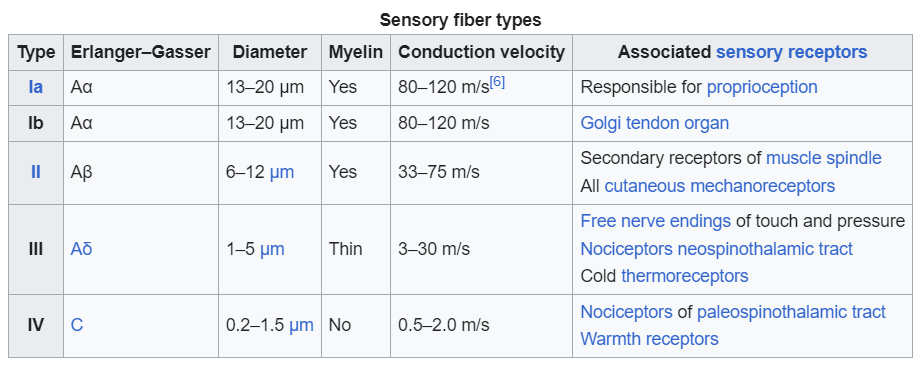 Sensory fiber types
Type Erlanger–Gasser Diameter Myelin Conduction velocity Associated sensory receptors
Ia Aα 13–20 μm Yes 80–120 m/s[6] Responsible for proprioception
Ib Aα 13–20 μm Yes 80–120 m/s Golgi tendon organ
II Aβ 6–12 μm Yes 33–75 m/s Secondary receptors of muscle spindle
All cutaneous mechanoreceptors
III Aδ 1–5 μm Thin 3–30 m/s Free nerve endings of touch and pressure
Nociceptors neospinothalamic tract
Cold thermoreceptors
IV C 0.2–1.5 μm No 0.5–2.0 m/s Nociceptors of paleospinothalamic tract
Warmth receptors